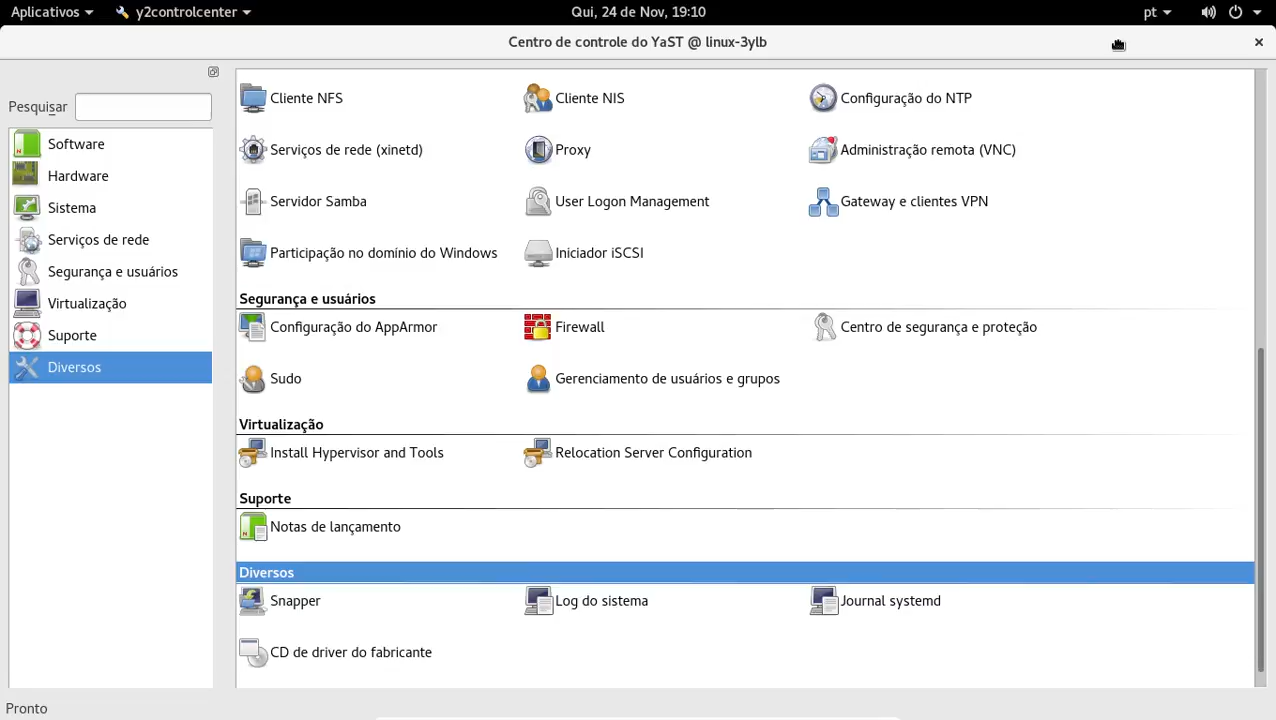 Aplicativos
y2controlcenter
Qui, 24 de Nov, 19:10
pt
Centro de controle do YaST @ linux-3ylb
Pesquisar
Software
Hardware
Sistema
Serviços de rede
Segurança e usuários
Virtualização
Suporte
Diversos
Cliente NFS
Cliente NIS
Configuração do NTP
Serviços de rede (xinetd)
Proxy
Administração remota (VNC)
Servidor Samba
User Logon Management
Gateway e clientes VPN
Participação no domínio do Windows
Iniciador iSCSI
Segurança e usuários
Configuração do AppArmor
Firewall
Centro de segurança e proteção
Sudo
Gerenciamento de usuários e grupos
Virtualização
Install Hypervisor and Tools
Relocation Server Configuration
Suporte
Notas de lançamento
Diversos
Snapper
Log do sistema
Journal systemd
CD de driver do fabricante
Pronto